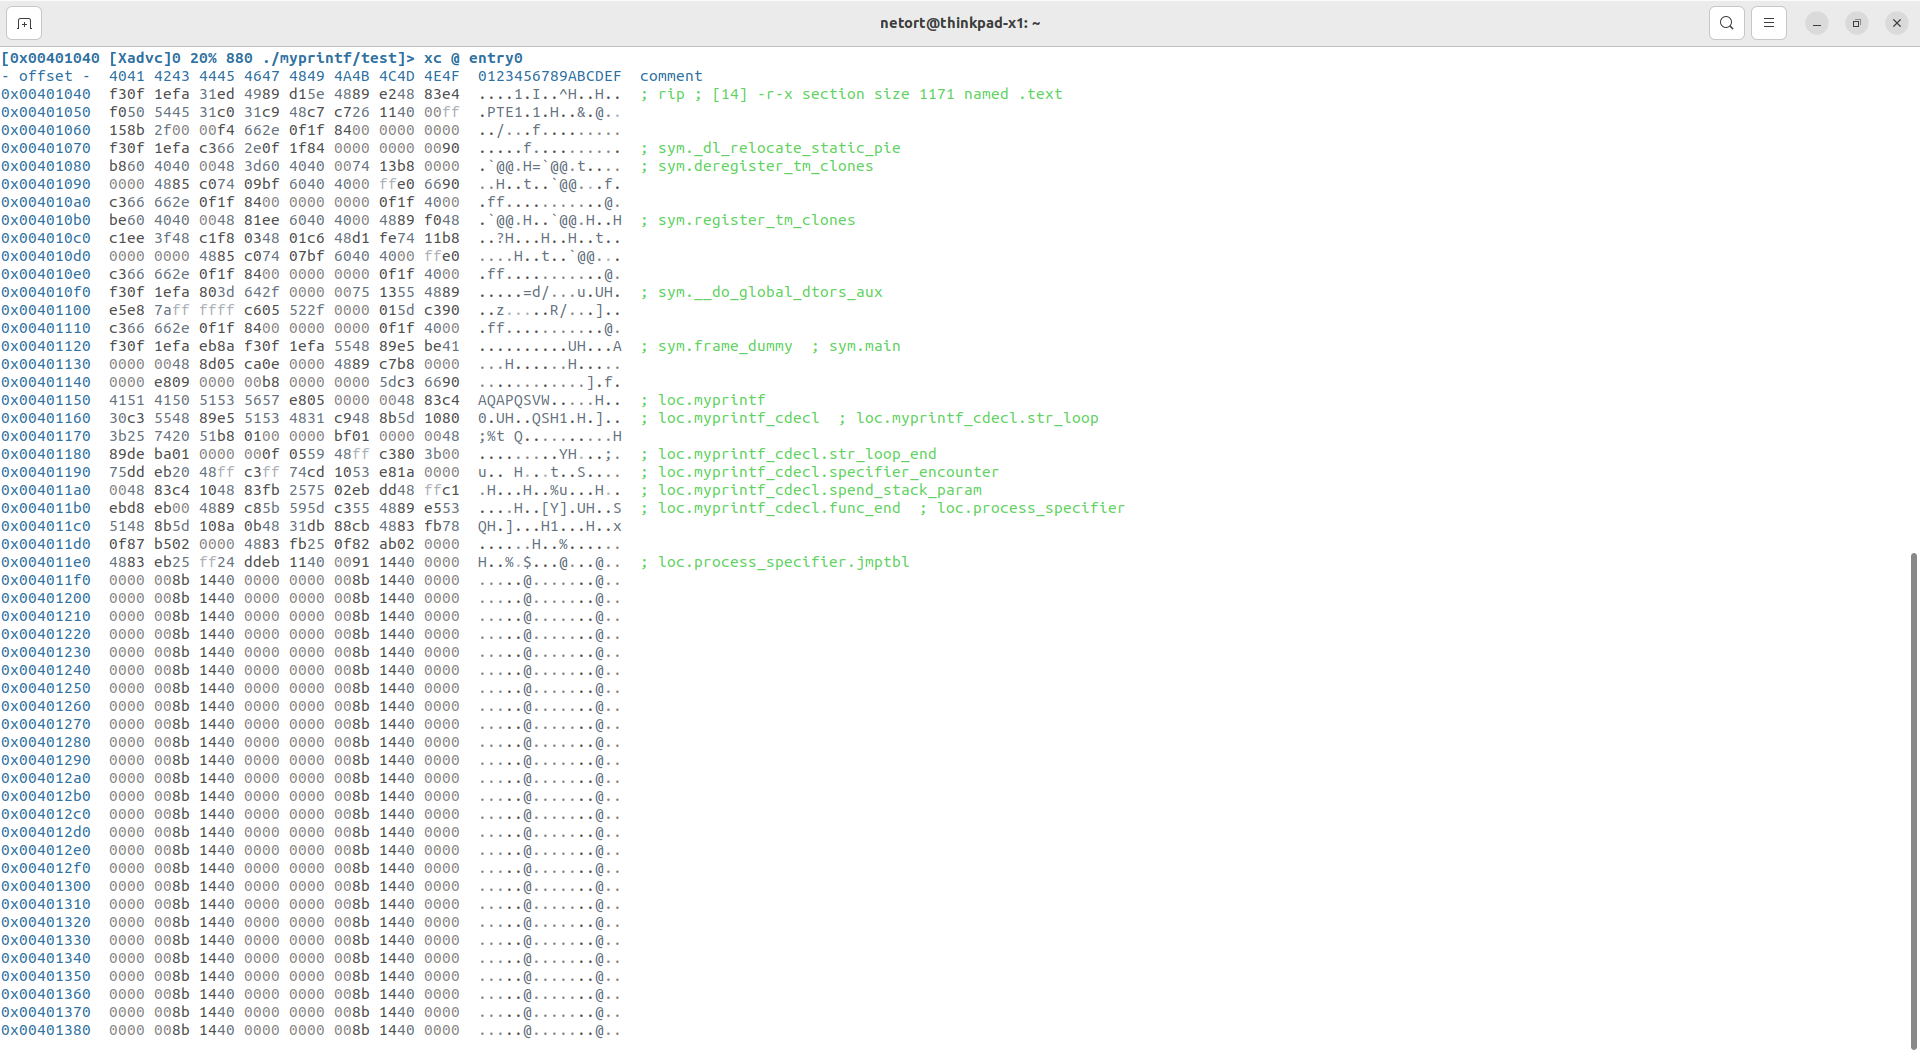 netort@thinkpad-x1: ~
[0x00401040 [Xadvc]0 20% 880 ./myprintf/test]> xc @ entry0
- offset -  4041 4243 4445 4647 4849 4A4B 4C4D 4E4F  0123456789ABCDEF  comment
0x00401040  f30f 1efa 31ed 4989 d15e 4889 e248 83e4  ....1.I..^H..H..  ; rip ; [14] -r-x section size 1171 named .text
0x00401050  f050 5445 31c0 31c9 48c7 c726 1140 00ff  .PTE1.1.H..&.@..
0x00401060  158b 2f00 00f4 662e 0f1f 8400 0000 0000  ../...f.........
0x00401070  f30f 1efa c366 2e0f 1f84 0000 0000 0090  .....f..........  ; sym._dl_relocate_static_pie
0x00401080  b860 4040 0048 3d60 4040 0074 13b8 0000  .`@@.H=`@@.t....  ; sym.deregister_tm_clones
0x00401090  0000 4885 c074 09bf 6040 4000 ffe0 6690  ..H..t..`@@...f.
0x004010a0  c366 662e 0f1f 8400 0000 0000 0f1f 4000  .ff...........@.
0x004010b0  be60 4040 0048 81ee 6040 4000 4889 f048  .`@@.H..`@@.H..H  ; sym.register_tm_clones
0x004010c0  c1ee 3f48 c1f8 0348 01c6 48d1 fe74 11b8  ..?H...H..H..t..
0x004010d0  0000 0000 4885 c074 07bf 6040 4000 ffe0  ....H..t..`@@...
0x004010e0  c366 662e 0f1f 8400 0000 0000 0f1f 4000  .ff...........@.
0x004010f0  f30f 1efa 803d 642f 0000 0075 1355 4889  .....=d/...u.UH.  ; sym.__do_global_dtors_aux
0x00401100  e5e8 7aff ffff c605 522f 0000 015d c390  ..z.....R/...]..
0x00401110  c366 662e 0f1f 8400 0000 0000 0f1f 4000  .ff...........@.
0x00401120  f30f 1efa eb8a f30f 1efa 5548 89e5 be41  ..........UH...A  ; sym.frame_dummy  ; sym.main
0x00401130  0000 0048 8d05 ca0e 0000 4889 c7b8 0000  ...H......H.....
0x00401140  0000 e809 0000 00b8 0000 0000 5dc3 6690  ............].f.
0x00401150  4151 4150 5153 5657 e805 0000 0048 83c4  AQAPQSVW.....H..  ; loc.myprintf
0x00401160  30c3 5548 89e5 5153 4831 c948 8b5d 1080  0.UH..QSH1.H.]..  ; loc.myprintf_cdecl  ; loc.myprintf_cdecl.str_loop
0x00401170  3b25 7420 51b8 0100 0000 bf01 0000 0048  ;%t Q..........H
0x00401180  89de ba01 0000 000f 0559 48ff c380 3b00  .........YH...;.  ; loc.myprintf_cdecl.str_loop_end
0x00401190  75dd eb20 48ff c3ff 74cd 1053 e81a 0000  u.. H...t..S....  ; loc.myprintf_cdecl.specifier_encounter
0x004011a0  0048 83c4 1048 83fb 2575 02eb dd48 ffc1  .H...H..%u...H..  ; loc.myprintf_cdecl.spend_stack_param
0x004011b0  ebd8 eb00 4889 c85b 595d c355 4889 e553  ....H..[Y].UH..S  ; loc.myprintf_cdecl.func_end  ; loc.process_specifier
0x004011c0  5148 8b5d 108a 0b48 31db 88cb 4883 fb78  QH.]...H1...H..x
0x004011d0  0f87 b502 0000 4883 fb25 0f82 ab02 0000  ......H..%......
0x004011e0  4883 eb25 ff24 ddeb 1140 0091 1440 0000  H..%.$...@...@..  ; loc.process_specifier.jmptbl
0x004011f0  0000 008b 1440 0000 0000 008b 1440 0000  .....@.......@..
0x00401200  0000 008b 1440 0000 0000 008b 1440 0000  .....@.......@..
0x00401210  0000 008b 1440 0000 0000 008b 1440 0000  .....@.......@..
0x00401220  0000 008b 1440 0000 0000 008b 1440 0000  .....@.......@..
0x00401230  0000 008b 1440 0000 0000 008b 1440 0000  .....@.......@..
0x00401240  0000 008b 1440 0000 0000 008b 1440 0000  .....@.......@..
0x00401250  0000 008b 1440 0000 0000 008b 1440 0000  .....@.......@..
0x00401260  0000 008b 1440 0000 0000 008b 1440 0000  .....@.......@..
0x00401270  0000 008b 1440 0000 0000 008b 1440 0000  .....@.......@..
0x00401280  0000 008b 1440 0000 0000 008b 1440 0000  .....@.......@..
0x00401290  0000 008b 1440 0000 0000 008b 1440 0000  .....@.......@..
0x004012a0  0000 008b 1440 0000 0000 008b 1440 0000  .....@.......@..
0x004012b0  0000 008b 1440 0000 0000 008b 1440 0000  .....@.......@..
0x004012c0  0000 008b 1440 0000 0000 008b 1440 0000  .....@.......@..
0x004012d0  0000 008b 1440 0000 0000 008b 1440 0000  .....@.......@..
0x004012e0  0000 008b 1440 0000 0000 008b 1440 0000  .....@.......@..
0x004012f0  0000 008b 1440 0000 0000 008b 1440 0000  .....@.......@..
0x00401300  0000 008b 1440 0000 0000 008b 1440 0000  .....@.......@..
0x00401310  0000 008b 1440 0000 0000 008b 1440 0000  .....@.......@..
0x00401320  0000 008b 1440 0000 0000 008b 1440 0000  .....@.......@..
0x00401330  0000 008b 1440 0000 0000 008b 1440 0000  .....@.......@..
0x00401340  0000 008b 1440 0000 0000 008b 1440 0000  .....@.......@..
0x00401350  0000 008b 1440 0000 0000 008b 1440 0000  .....@.......@..
0x00401360  0000 008b 1440 0000 0000 008b 1440 0000  .....@.......@..
0x00401370  0000 008b 1440 0000 0000 008b 1440 0000  .....@.......@..
0x00401380  0000 008b 1440 0000 0000 008b 1440 0000  .....@.......@..